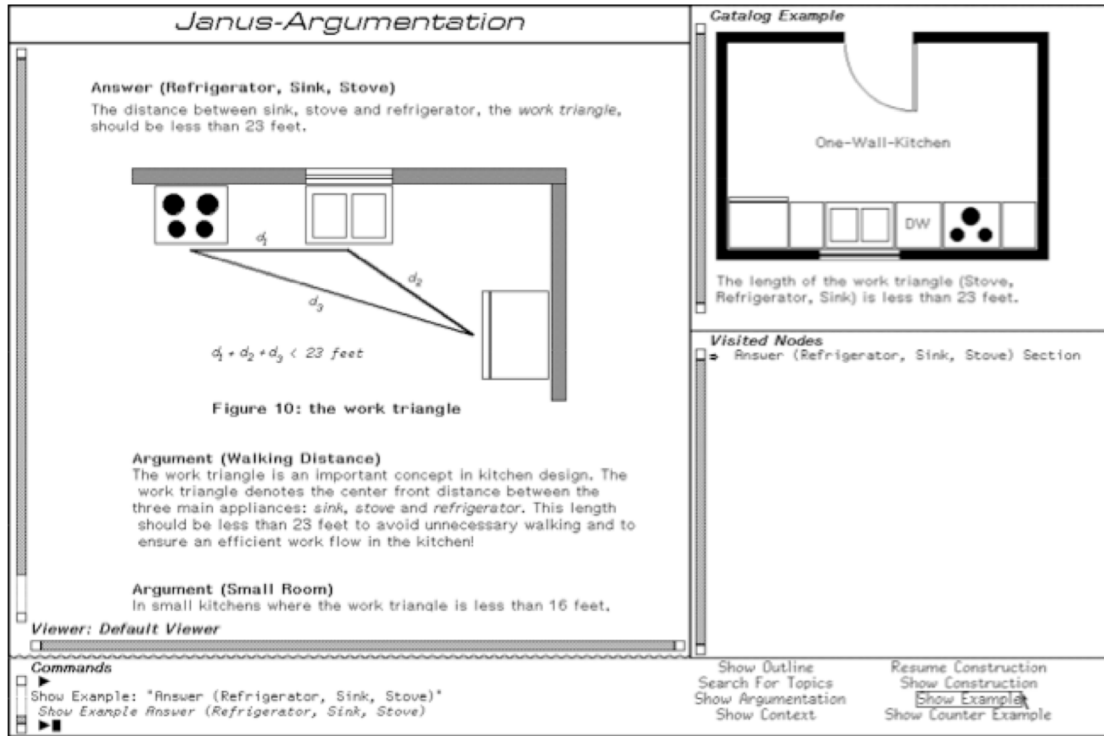 Janus-Argumentation
Answer (Refrigerator, Sink, Stove)
The distance between sink, stove and refrigerator, the work triangle,
should be less than 23 feet.
d1
d2
d3
d1 + d2 + d3 < 23 feet
Figure 10: the work triangle
Argument (Walking Distance)
The work triangle is an important concept in kitchen design. The
work triangle denotes the center front distance between the
three main appliances: sink, stove and refrigerator. This length
should be less than 23 feet to avoid unnecessary walking and to
ensure an efficient work flow in the kitchen!
Argument (Small Room)
In small kitchens where the work triangle is less than 16 feet,
Viewer: Default Viewer
Catalog Example
One-Wall-Kitchen
DW
The length of the work triangle (Stove,
Refrigerator, Sink) is less than 23 feet.
Visited Nodes
Answer (Refrigerator, Sink, Stove) Section
Commands
Show Example: "Answer (Refrigerator, Sink, Stove)"
Show Example Answer (Refrigerator, Sink, Stove)
Show Outline
Search For Topics
Show Argumentation
Show Context
Resume Construction
Show Construction
Show Example
Show Counter Example